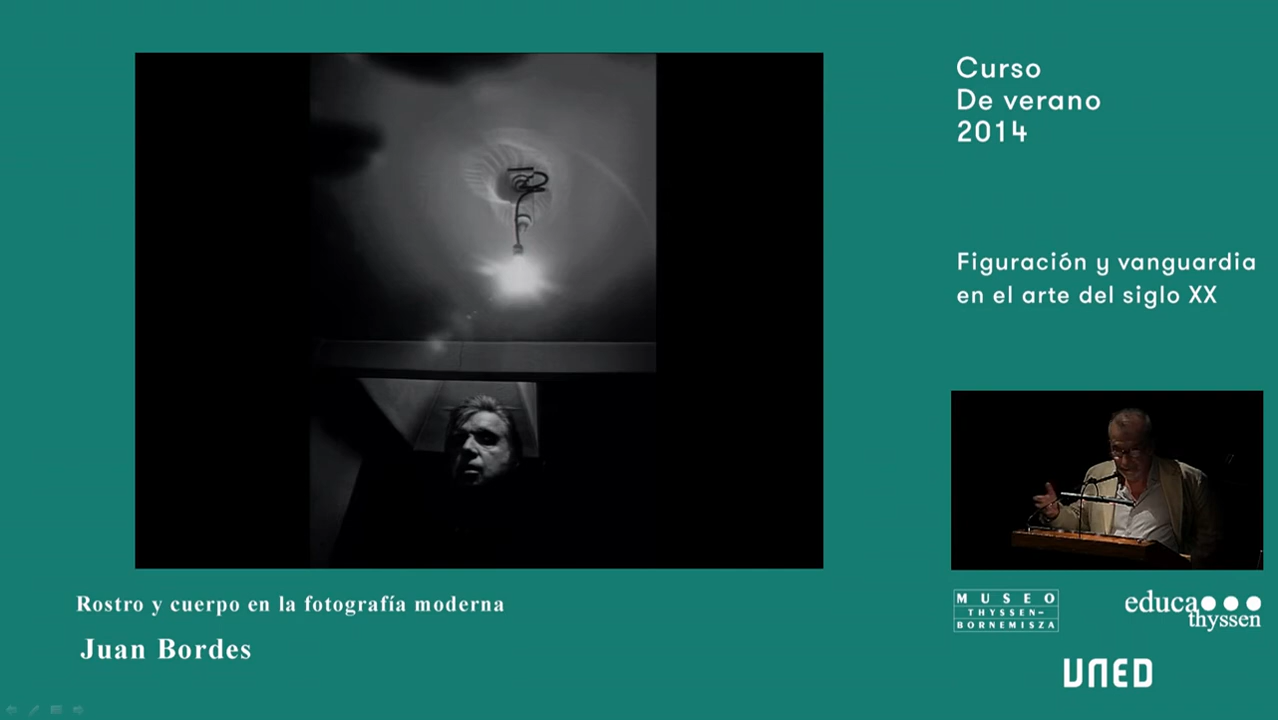 Curso
De verano
2014
Figuración y vanguardia
en el arte del siglo XX
Rostro y cuerpo en la fotografía moderna
Juan Bordes
MUSEO
THYSSEN-
BORNEMISZA
educa
thyssen
UNED